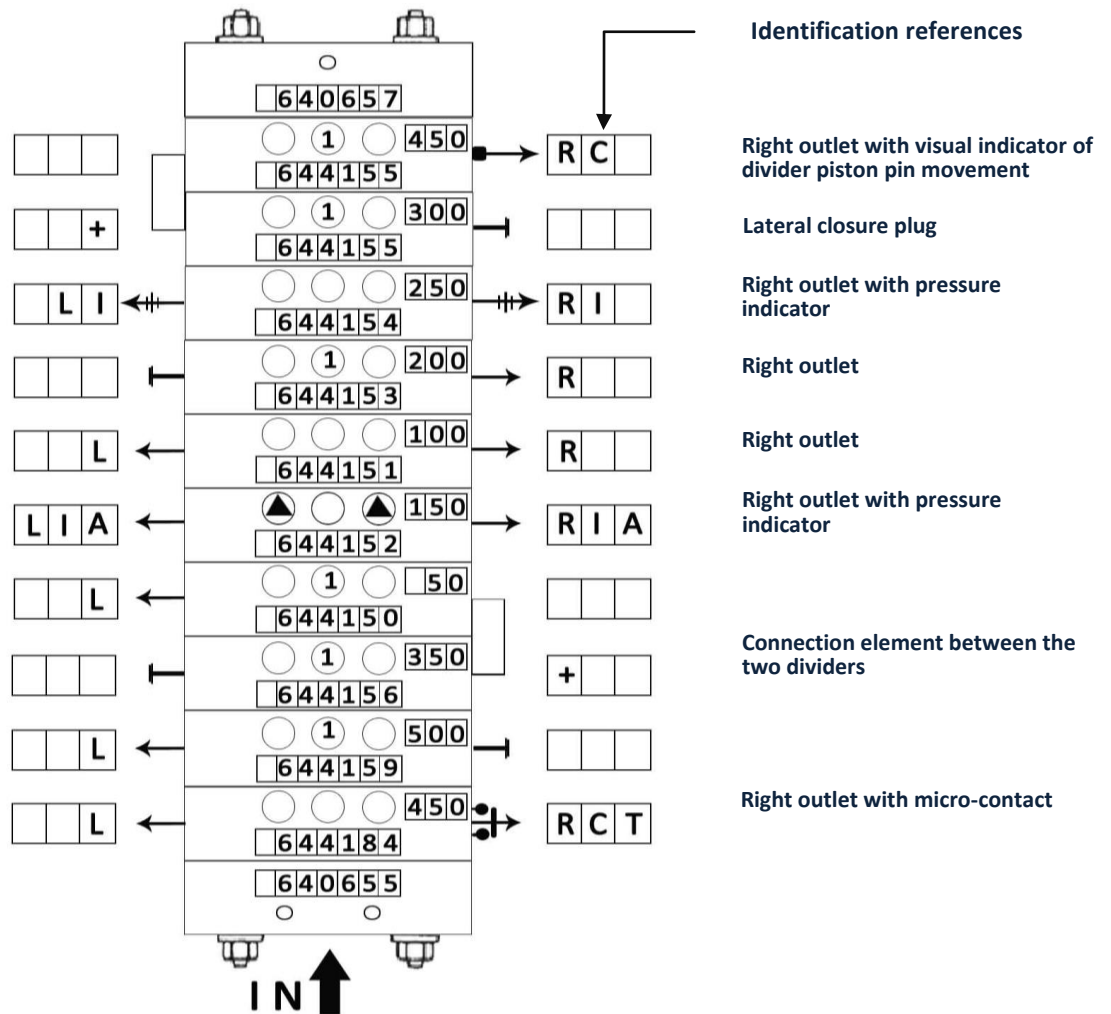 Identification references
640657
1 450
644155
R C
Right outlet with visual indicator of
divider piston pin movement
+
1 300
644155
Lateral closure plug
L I
250
644154
R I
Right outlet with pressure
indicator
1 200
644153
R
Right outlet
L
100
644151
R
Right outlet
L I A
150
644152
R I A
Right outlet with pressure
indicator
L
1 50
644150
1 350
644156
+
Connection element between the
two dividers
L
1 500
644159
L
450
644184
R C T
Right outlet with micro-contact
640655
IN